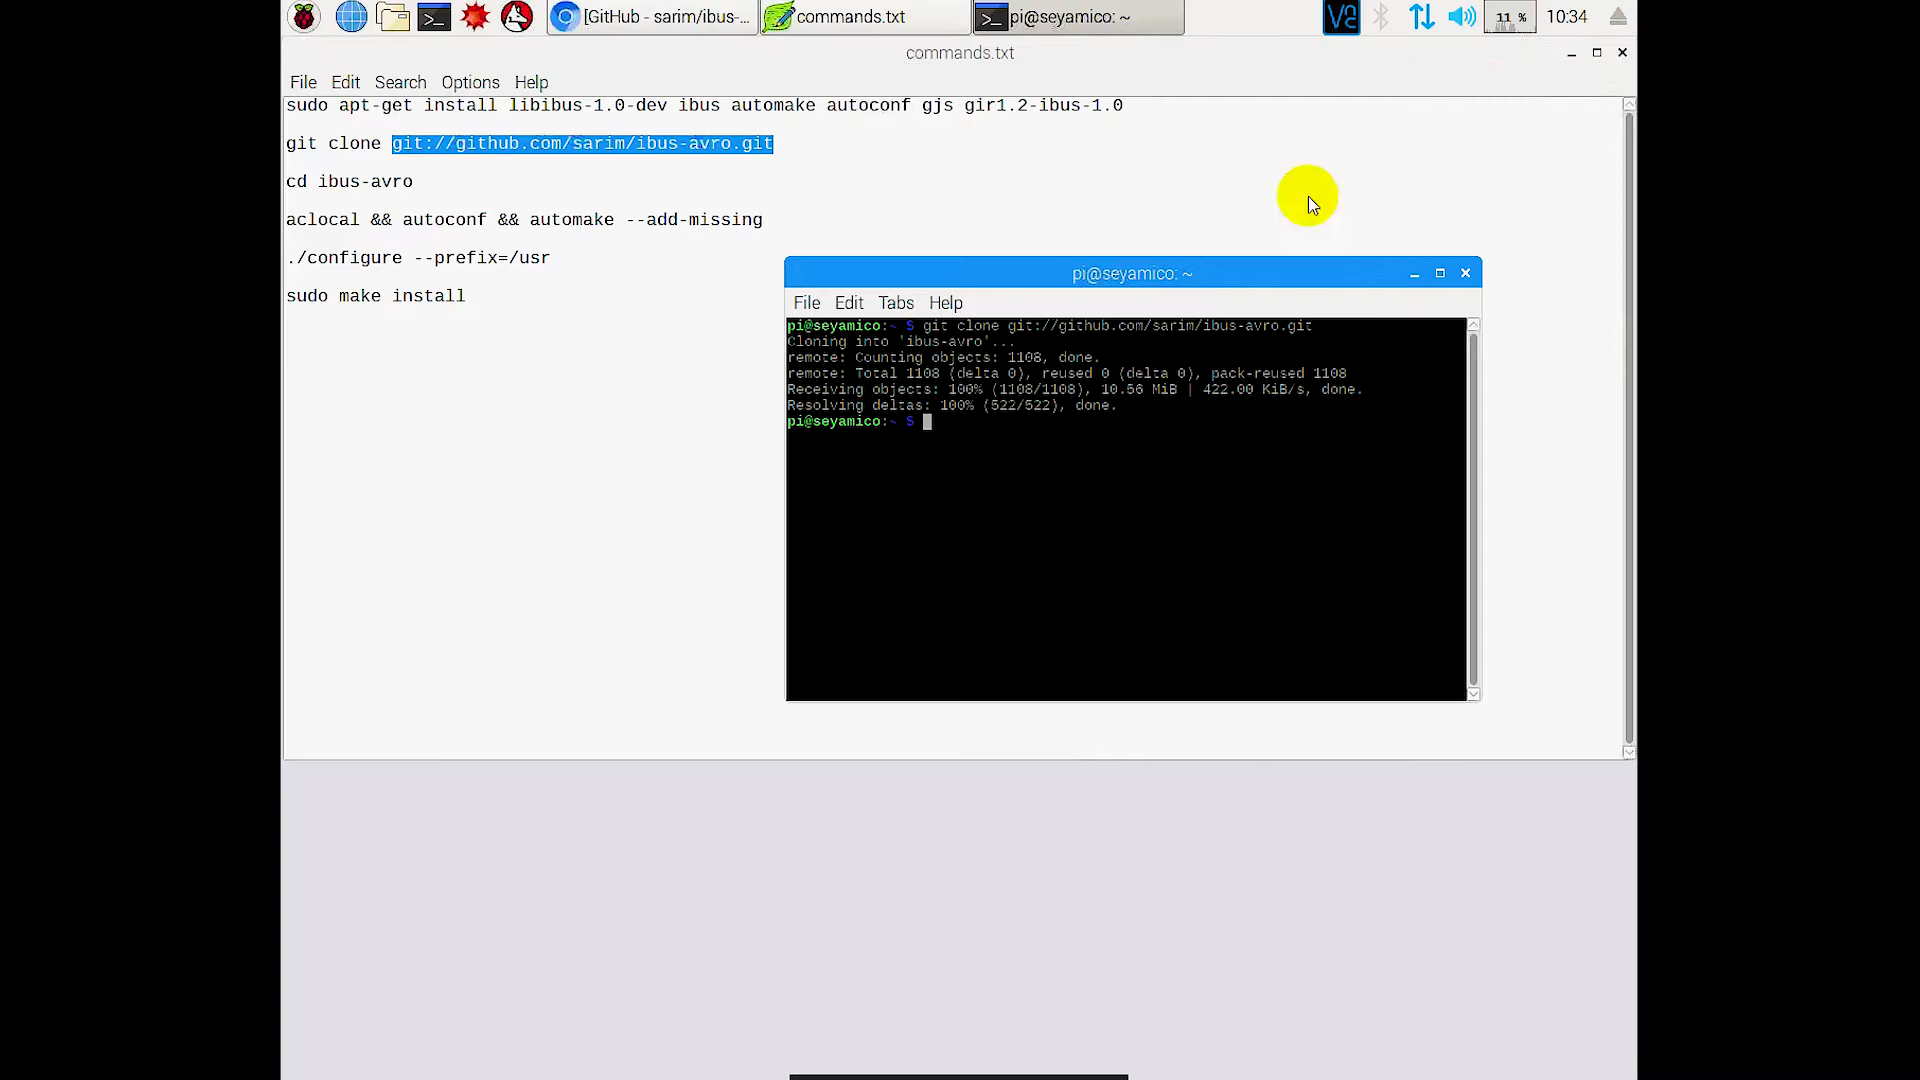 [GitHub - sarim/ibus-...
commands.txt
pi@seyamico: ~
11 %
10:34
commands.txt
File Edit Search Options Help
sudo apt-get install libibus-1.0-dev ibus automake autoconf gjs gir1.2-ibus-1.0
git clone git://github.com/sarim/ibus-avro.git
cd ibus-avro
aclocal && autoconf && automake --add-missing
./configure --prefix=/usr
sudo make install
pi@seyamico: ~
File Edit Tabs Help
pi@seyamico:~ $ git clone git://github.com/sarim/ibus-avro.git
Cloning into 'ibus-avro'...
remote: Counting objects: 1108, done.
remote: Total 1108 (delta 0), reused 0 (delta 0), pack-reused 1108
Receiving objects: 100% (1108/1108), 10.56 MiB | 422.00 KiB/s, done.
Resolving deltas: 100% (522/522), done.
pi@seyamico:~ $